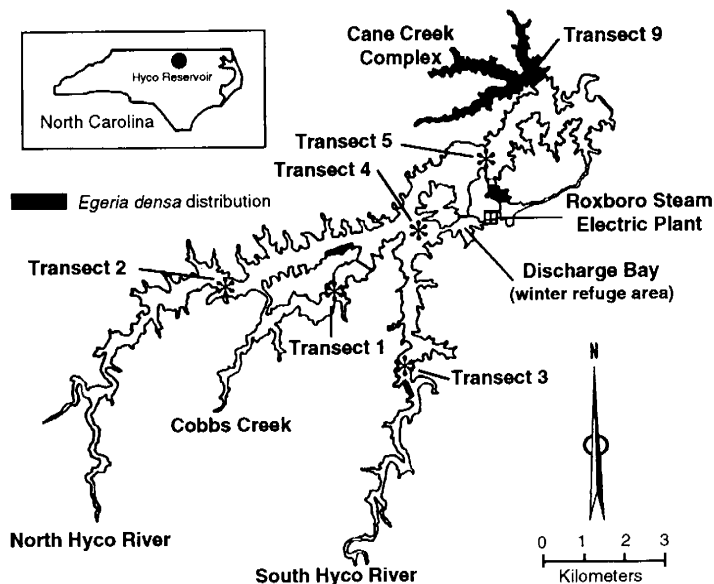 Cane Creek
Complex
Transect 9
Hyco Reservoir
North Carolina
Transect 5
Transect 4
Egeria densa distribution
Roxboro Steam
Electric Plant
Transect 2
Discharge Bay
(winter refuge area)
Transect 1
N
Transect 3
Cobbs Creek
North Hyco River
South Hyco River
0 1 2 3
Kilometers